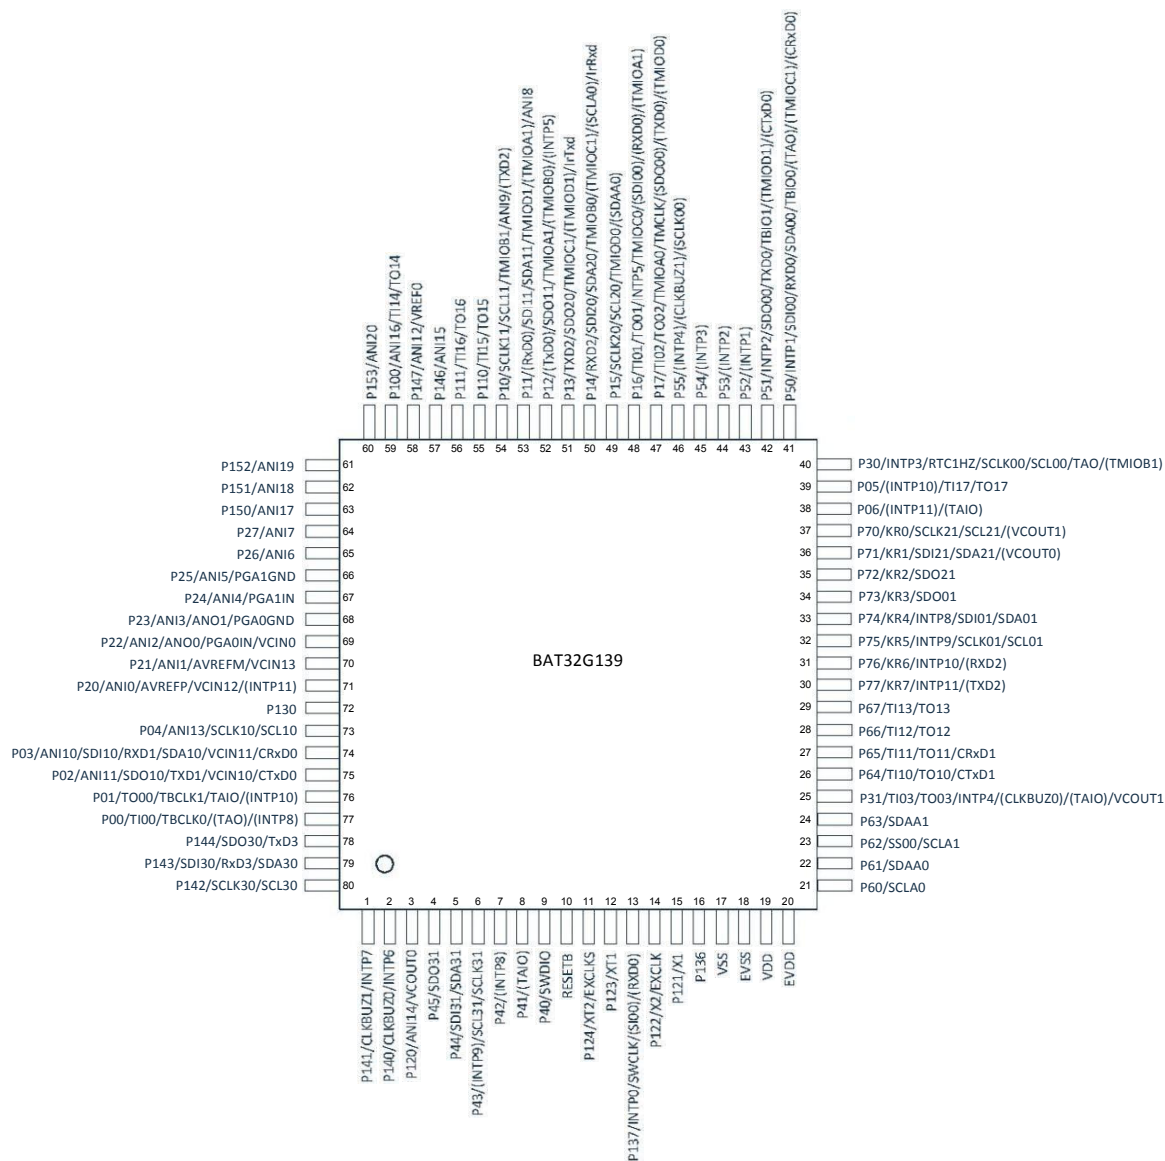 P153/ANI20
P100/ANI16/TI14/TO14
P147/ANI12/VREF0
P146/ANI15
P111/TI16/TO16
P110/TI15/TO15
P10/SCLK11/SCL11/TMIOB1/ANI9/(TXD2)
P11/(RxD0)/SDI11/SDA11/TMIOD1/(TMIOA1)/ANI8
P12/(TxD0)/SDO11/TMIOA1/(TMIOB0)/(INTP5)
P13/TXD2/SDO20/TMIOC1/(TMIOD1)/IrTxd
P14/RXD2/SDI20/SDA20/TMIOB0/(TMIOC1)/(SCLA0)/IrRxd
P15/SCLK20/SCL20/TMIOD0/(SDAA0)
P16/TI01/TO01/INTP5/TMIOC0/(SDI00)/(RXD0)/(TMIOA1)
P17/TI02/TO02/TMIOA0/TMCLK/(SDO00)/(TXD0)/(TMIOD0)
P55/(INTP4)/(CLKBUZ1)/(SCLK00)
P54/(INTP3)
P53/(INTP2)
P52/(INTP1)
P51/INTP2/SDO00/TXD0/TBIO1/(TMIOD1)/(CTxD0)
P50/INTP1/SDI00/RXD0/SDA00/TBIO0/(TAO)/(TMIOC1)/(CRxD0)
60 59 58 57 56 55 54 53 52 51 50 49 48 47 46 45 44 43 42 41
P152/ANI19 61
P151/ANI18 62
P150/ANI17 63
P27/ANI7 64
P26/ANI6 65
P25/ANI5/PGA1GND 66
P24/ANI4/PGA1IN 67
P23/ANI3/ANO1/PGA0GND 68
P22/ANI2/ANO0/PGA0IN/VCIN0 69
P21/ANI1/AVREFM/VCIN13 70
P20/ANI0/AVREFP/VCIN12/(INTP11) 71
P130 72
P04/ANI13/SCLK10/SCL10 73
P03/ANI10/SDI10/RXD1/SDA10/VCIN11/CRxD0 74
P02/ANI11/SDO10/TXD1/VCIN10/CTxD0 75
P01/TO00/TBCLK1/TAIO/(INTP10) 76
P00/TI00/TBCLK0/(TAO)/(INTP8) 77
P144/SDO30/TxD3 78
P143/SDI30/RxD3/SDA30 79
P142/SCLK30/SCL30 80
BAT32G139
40 P30/INTP3/RTC1HZ/SCLK00/SCL00/TAO/(TMIOB1)
39 P05/(INTP10)/TI17/TO17
38 P06/(INTP11)/(TAIO)
37 P70/KR0/SCLK21/SCL21/(VCOUT1)
36 P71/KR1/SDI21/SDA21/(VCOUT0)
35 P72/KR2/SDO21
34 P73/KR3/SDO01
33 P74/KR4/INTP8/SDI01/SDA01
32 P75/KR5/INTP9/SCLK01/SCL01
31 P76/KR6/INTP10/(RXD2)
30 P77/KR7/INTP11/(TXD2)
29 P67/TI13/TO13
28 P66/TI12/TO12
27 P65/TI11/TO11/CRxD1
26 P64/TI10/TO10/CTxD1
25 P31/TI03/TO03/INTP4/(CLKBUZ0)/(TAIO)/VCOUT1
24 P63/SDAA1
23 P62/SS00/SCLA1
22 P61/SDAA0
21 P60/SCLA0
1 2 3 4 5 6 7 8 9 10 11 12 13 14 15 16 17 18 19 20
P141/CLKBUZ1/INTP7
P140/CLKBUZ0/INTP6
P120/ANI14/VCOUT0
P45/SDO31
P44/SDI31/SDA31
P43/(INTP9)/SCL31/SCLK31
P42/(INTP8)
P41/(TAIO)
P40/SWDIO
RESETB
P124/XT2/EXCLKS
P123/XT1
P137/INTP0/SWCLK/(SI00)/(RXD0)
P122/X2/EXCLK
P121/X1
P136
VSS
EVSS
VDD
EVDD